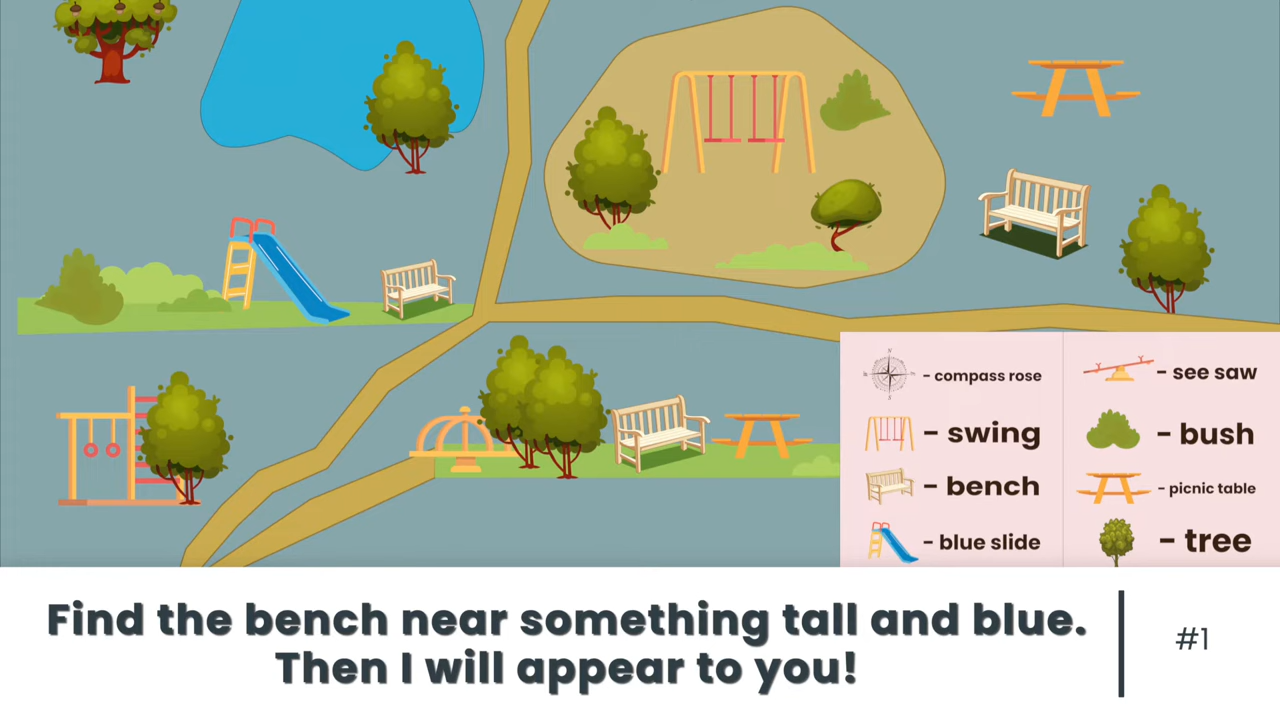 - compass rose
- swing
- bench
- blue slide
- see saw
- bush
- picnic table
- tree
Find the bench near something tall and blue.
Then I will appear to you!
#1